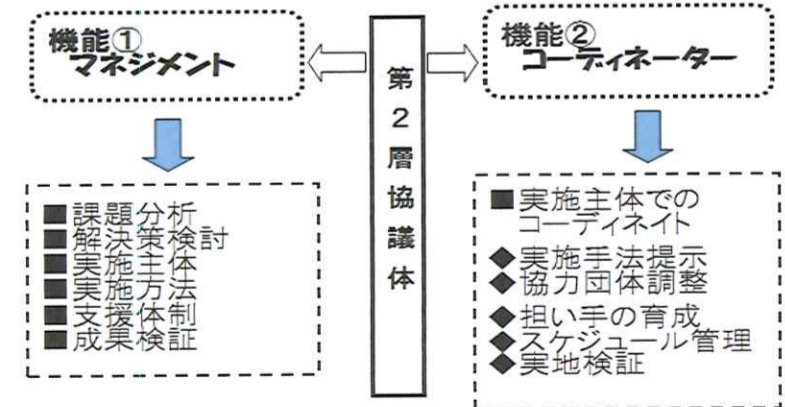 機能①
マネジメント
第2層協議体
機能②
コーディネーター
■課題分析
■解決策検討
■実施主体
■実施方法
■支援体制
■成果検証
■実施主体での
コーディネイト
◆実施手法提示
◆協力団体調整
◆担い手の育成
◆スケジュール管理
◆実地検証